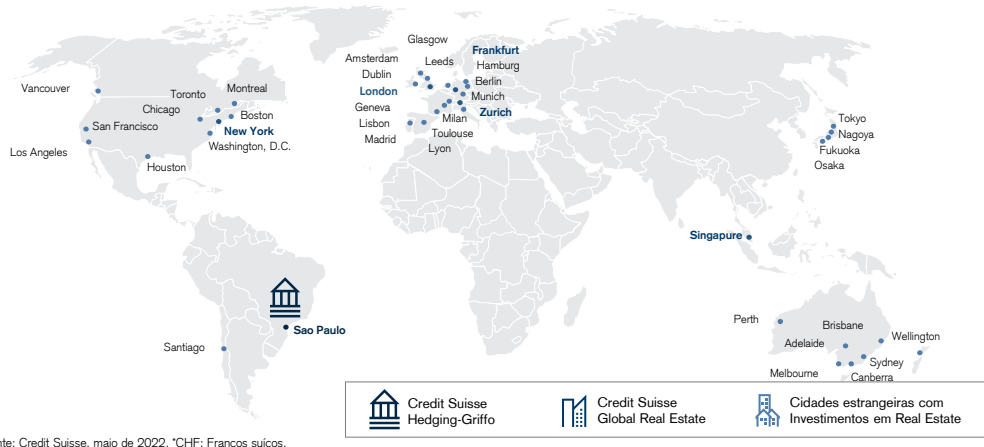 Glasgow
Frankfurt
Amsterdam
Leeds
Hamburg
Dublin
Berlin
London
Munich
Geneva
Zurich
Lisbon
Milan
Madrid
Toulouse
Lyon
Vancouver
Toronto
Montreal
Chicago
Boston
San Francisco
New York
Washington, D.C.
Los Angeles
Houston
Tokyo
Nagoya
Fukuoka
Osaka
Singapure
Sao Paulo
Santiago
Perth
Brisbane
Adelaide
Wellington
Sydney
Melbourne
Canberra
Credit Suisse
Hedging-Griffo
Credit Suisse
Global Real Estate
Cidades estrangeiras com
Investimentos em Real Estate
nte: Credit Suisse, maio de 2022. *CHF: Francos suíços.